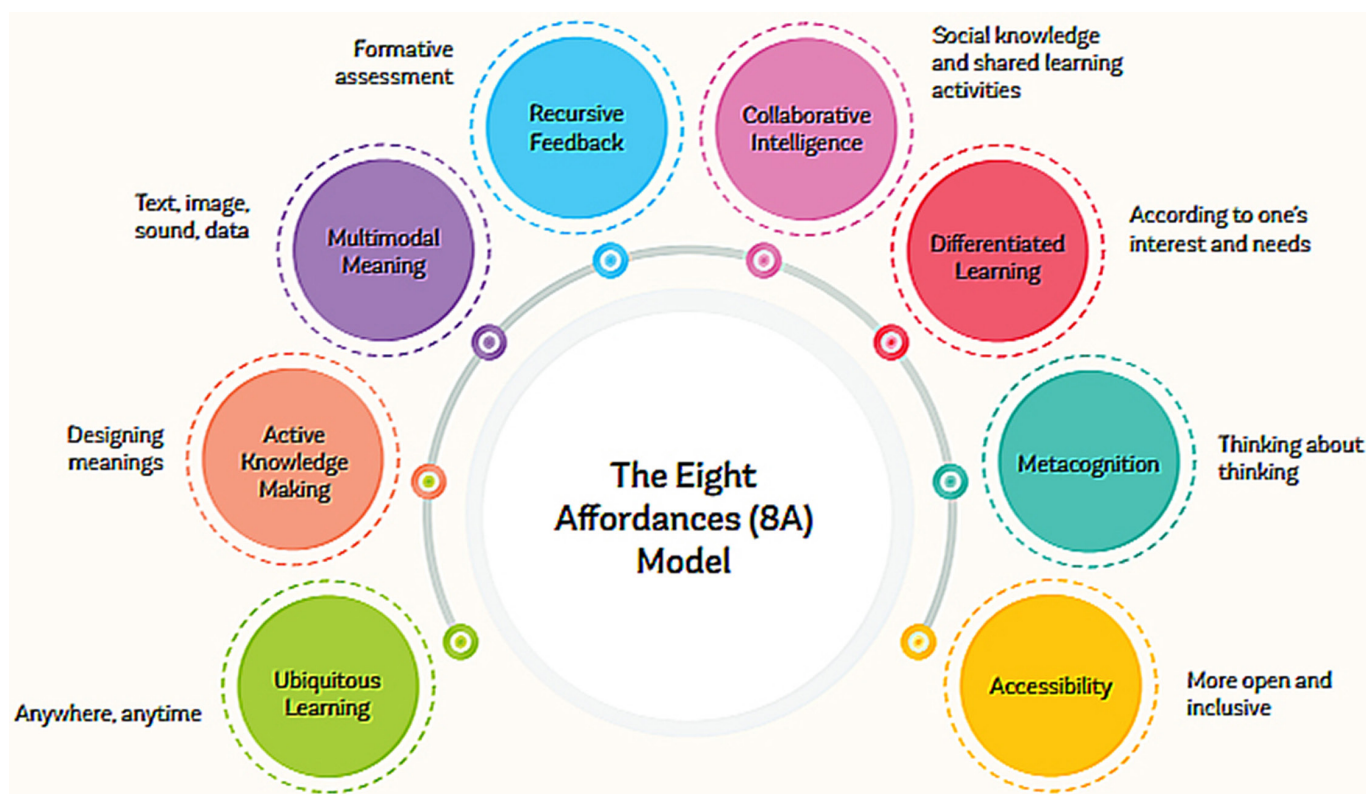 The Eight
Affordances (8A)
Model
Ubiquitous
Learning
Anywhere, anytime
Active
Knowledge
Making
Designing
meanings
Multimodal
Meaning
Text, image,
sound, data
Recursive
Feedback
Formative
assessment
Collaborative
Intelligence
Social knowledge
and shared learning
activities
Differentiated
Learning
According to one's
interest and needs
Metacognition
Thinking about
thinking
Accessibility
More open and
inclusive